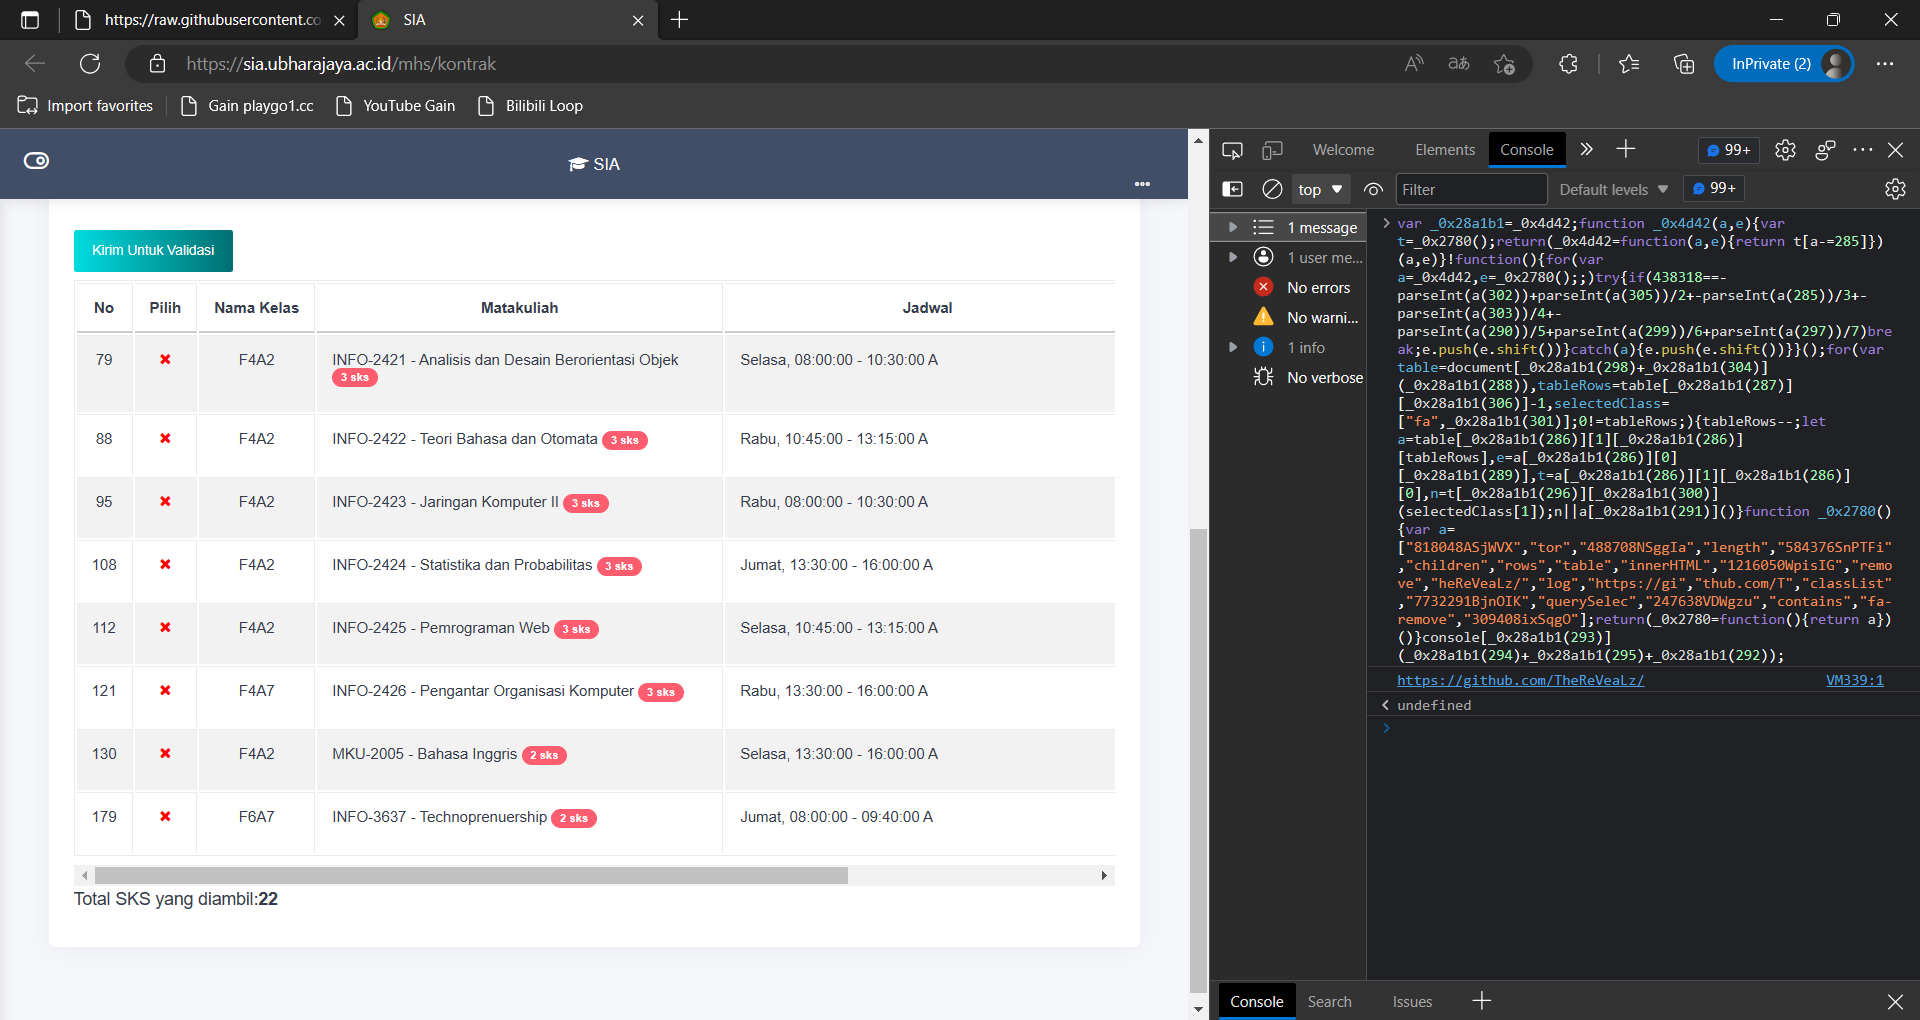 https://raw.githubusercontent.cc
SIA
https://sia.ubharajaya.ac.id/mhs/kontrak
InPrivate (2)
Import favorites
Gain playgo1.cc
YouTube Gain
Bilibili Loop
SIA
Kirim Untuk Validasi
No Pilih Nama Kelas Matakuliah Jadwal
79 F4A2 INFO-2421 - Analisis dan Desain Berorientasi Objek 3 sks Selasa, 08:00:00 - 10:30:00 A
88 F4A2 INFO-2422 - Teori Bahasa dan Otomata 3 sks Rabu, 10:45:00 - 13:15:00 A
95 F4A2 INFO-2423 - Jaringan Komputer II 3 sks Rabu, 08:00:00 - 10:30:00 A
108 F4A2 INFO-2424 - Statistika dan Probabilitas 3 sks Jumat, 13:30:00 - 16:00:00 A
112 F4A2 INFO-2425 - Pemrograman Web 3 sks Selasa, 10:45:00 - 13:15:00 A
121 F4A7 INFO-2426 - Pengantar Organisasi Komputer 3 sks Rabu, 13:30:00 - 16:00:00 A
130 F4A2 MKU-2005 - Bahasa Inggris 2 sks Selasa, 13:30:00 - 16:00:00 A
179 F6A7 INFO-3637 - Technoprenuership 2 sks Jumat, 08:00:00 - 09:40:00 A
Total SKS yang diambil:22
Welcome Elements Console 99+
top Filter Default levels 99+
1 message
1 user me...
No errors
No warni...
1 info
No verbose
var _0x28a1b1=_0x4d42;function _0x4d42(a,e){var
t=_0x2780();return(_0x4d42=function(a,e){return t[a-=285]})
(a,e)}!function(){for(var
a=_0x4d42,e=_0x2780();;)try{if(438318==-
parseInt(a(302))+parseInt(a(305))/2+-parseInt(a(285))/3+-
parseInt(a(303))/4+-
parseInt(a(290))/5+parseInt(a(299))/6+parseInt(a(297))/7)bre
ak;e.push(e.shift())}catch(a){e.push(e.shift())}}();for(var
table=document[_0x28a1b1(298)+_0x28a1b1(304)]
(_0x28a1b1(288)),tableRows=table[_0x28a1b1(287)]
[_0x28a1b1(306)]-1,selectedClass=
["fa",_0x28a1b1(301)];0!=tableRows;){tableRows--;let
a=table[_0x28a1b1(286)][1][_0x28a1b1(286)]
[tableRows],e=a[_0x28a1b1(286)][0]
[_0x28a1b1(289)],t=a[_0x28a1b1(286)][1][_0x28a1b1(286)]
[0],n=t[_0x28a1b1(296)][_0x28a1b1(300)]
(selectedClass[1]);n||a[_0x28a1b1(291)]()}function _0x2780()
{var a=
["818048ASjWVX","tor","488708NSggIa","length","584376SnPTFi"
,"children","rows","table","innerHTML","1216050WpisIG","remo
ve","heReVeaLz/","log","https://gi","thub.com/T","classList"
,"7732291BjnOIK","querySelec","247638VDWgzu","contains","fa-
remove","309408ixSqgO"];return(_0x2780=function(){return a})
()}console[_0x28a1b1(293)]
(_0x28a1b1(294)+_0x28a1b1(295)+_0x28a1b1(292));
https://github.com/TheReVeaLz/ VM339:1
undefined
Console Search Issues